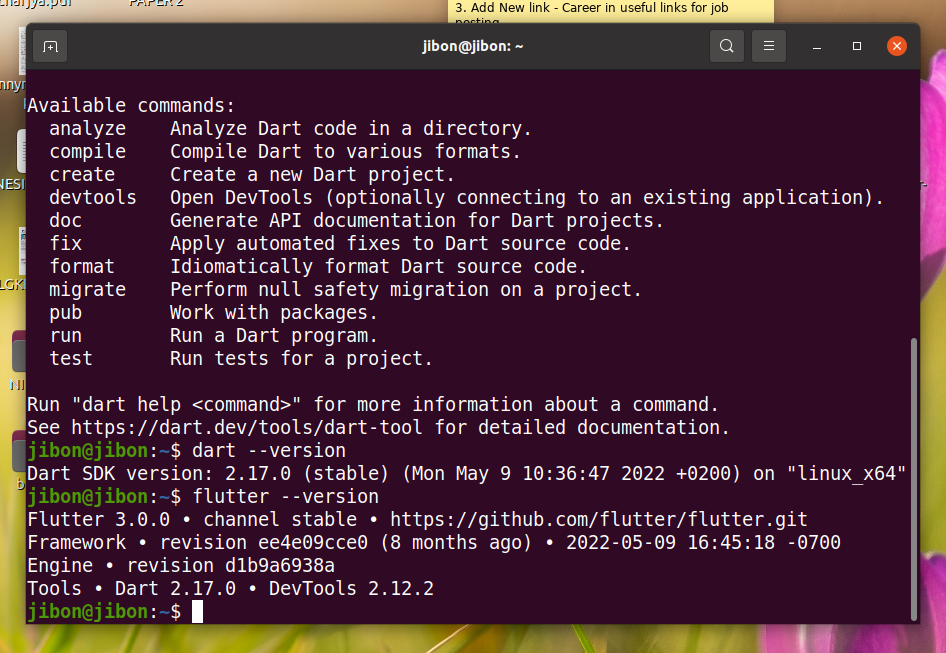 PAPER 2
3. Add New link - Career in useful links for job
posting
jibon@jibon: ~
Available commands:
analyze Analyze Dart code in a directory.
compile Compile Dart to various formats.
create Create a new Dart project.
devtools Open DevTools (optionally connecting to an existing application).
doc Generate API documentation for Dart projects.
fix Apply automated fixes to Dart source code.
format Idiomatically format Dart source code.
migrate Perform null safety migration on a project.
pub Work with packages.
run Run a Dart program.
test Run tests for a project.
Run "dart help <command>" for more information about a command.
See https://dart.dev/tools/dart-tool for detailed documentation.
jibon@jibon:~$ dart --version
Dart SDK version: 2.17.0 (stable) (Mon May 9 10:36:47 2022 +0200) on "linux_x64"
jibon@jibon:~$ flutter --version
Flutter 3.0.0 • channel stable • https://github.com/flutter/flutter.git
Framework • revision ee4e09cce0 (8 months ago) • 2022-05-09 16:45:18 -0700
Engine • revision d1b9a6938a
Tools • Dart 2.17.0 • DevTools 2.12.2
jibon@jibon:~$